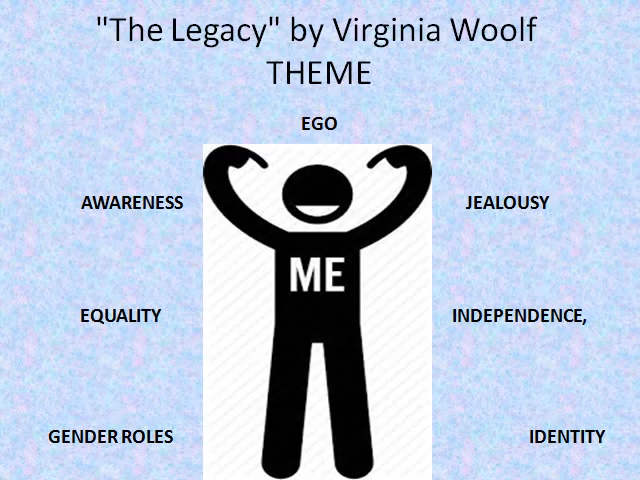 "The Legacy" by Virginia Woolf
THEME
EGO
AWARENESS
JEALOUSY
ME
EQUALITY
INDEPENDENCE,
GENDER ROLES
IDENTITY